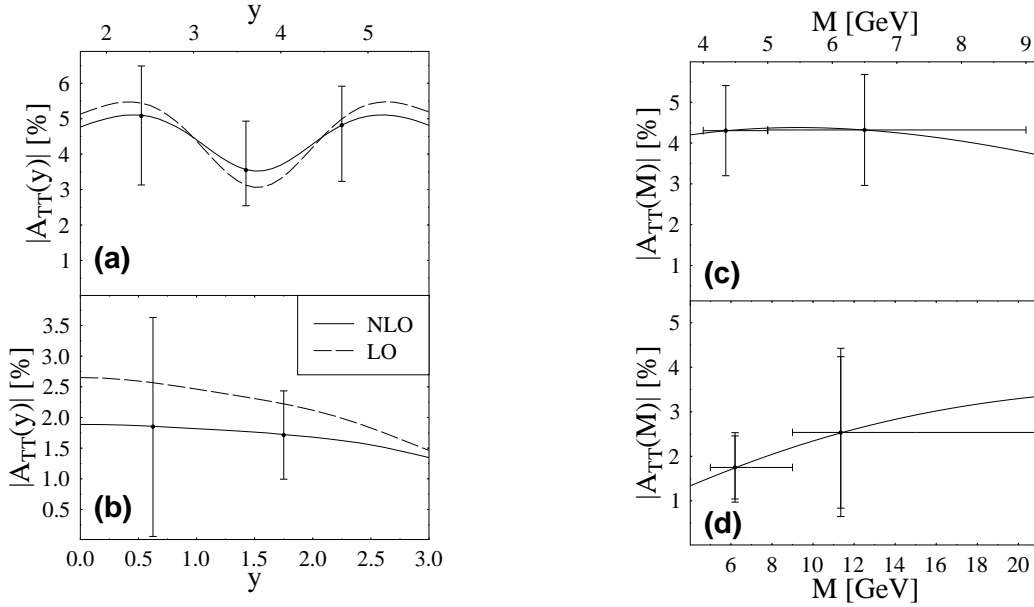 y
2 3 4 5
|A_TT(y)| [%]
6
5
4
3
2
1
(a)
|A_TT(y)| [%]
3.5
3.0
2.5
2.0
1.5
1.0
0.5
NLO
LO
(b)
0.0 0.5 1.0 1.5 2.0 2.5 3.0
y
M [GeV]
4 5 6 7 8 9
|A_TT(M)| [%]
5
4
3
2
1
(c)
|A_TT(M)| [%]
5
4
3
2
1
(d)
6 8 10 12 14 16 18 20
M [GeV]